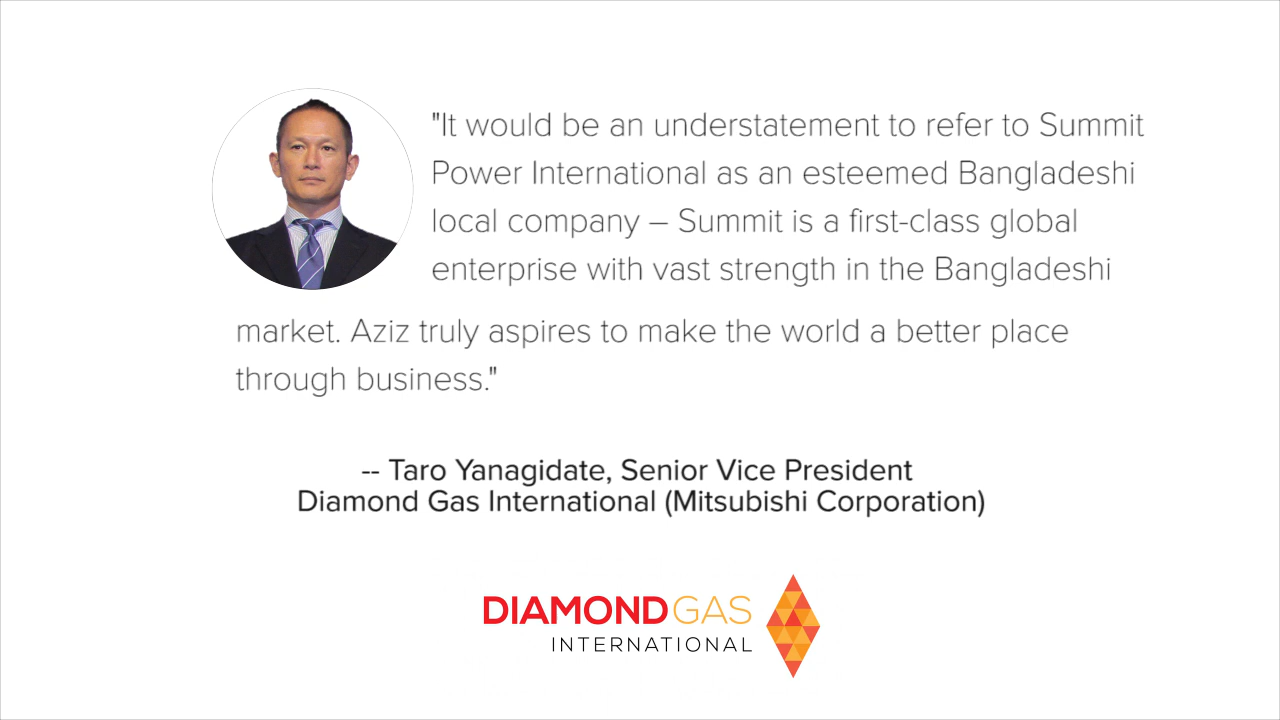 "It would be an understatement to refer to Summit
Power International as an esteemed Bangladeshi
local company – Summit is a first-class global
enterprise with vast strength in the Bangladeshi
market. Aziz truly aspires to make the world a better place
through business."
-- Taro Yanagidate, Senior Vice President
Diamond Gas International (Mitsubishi Corporation)
DIAMOND GAS
INTERNATIONAL